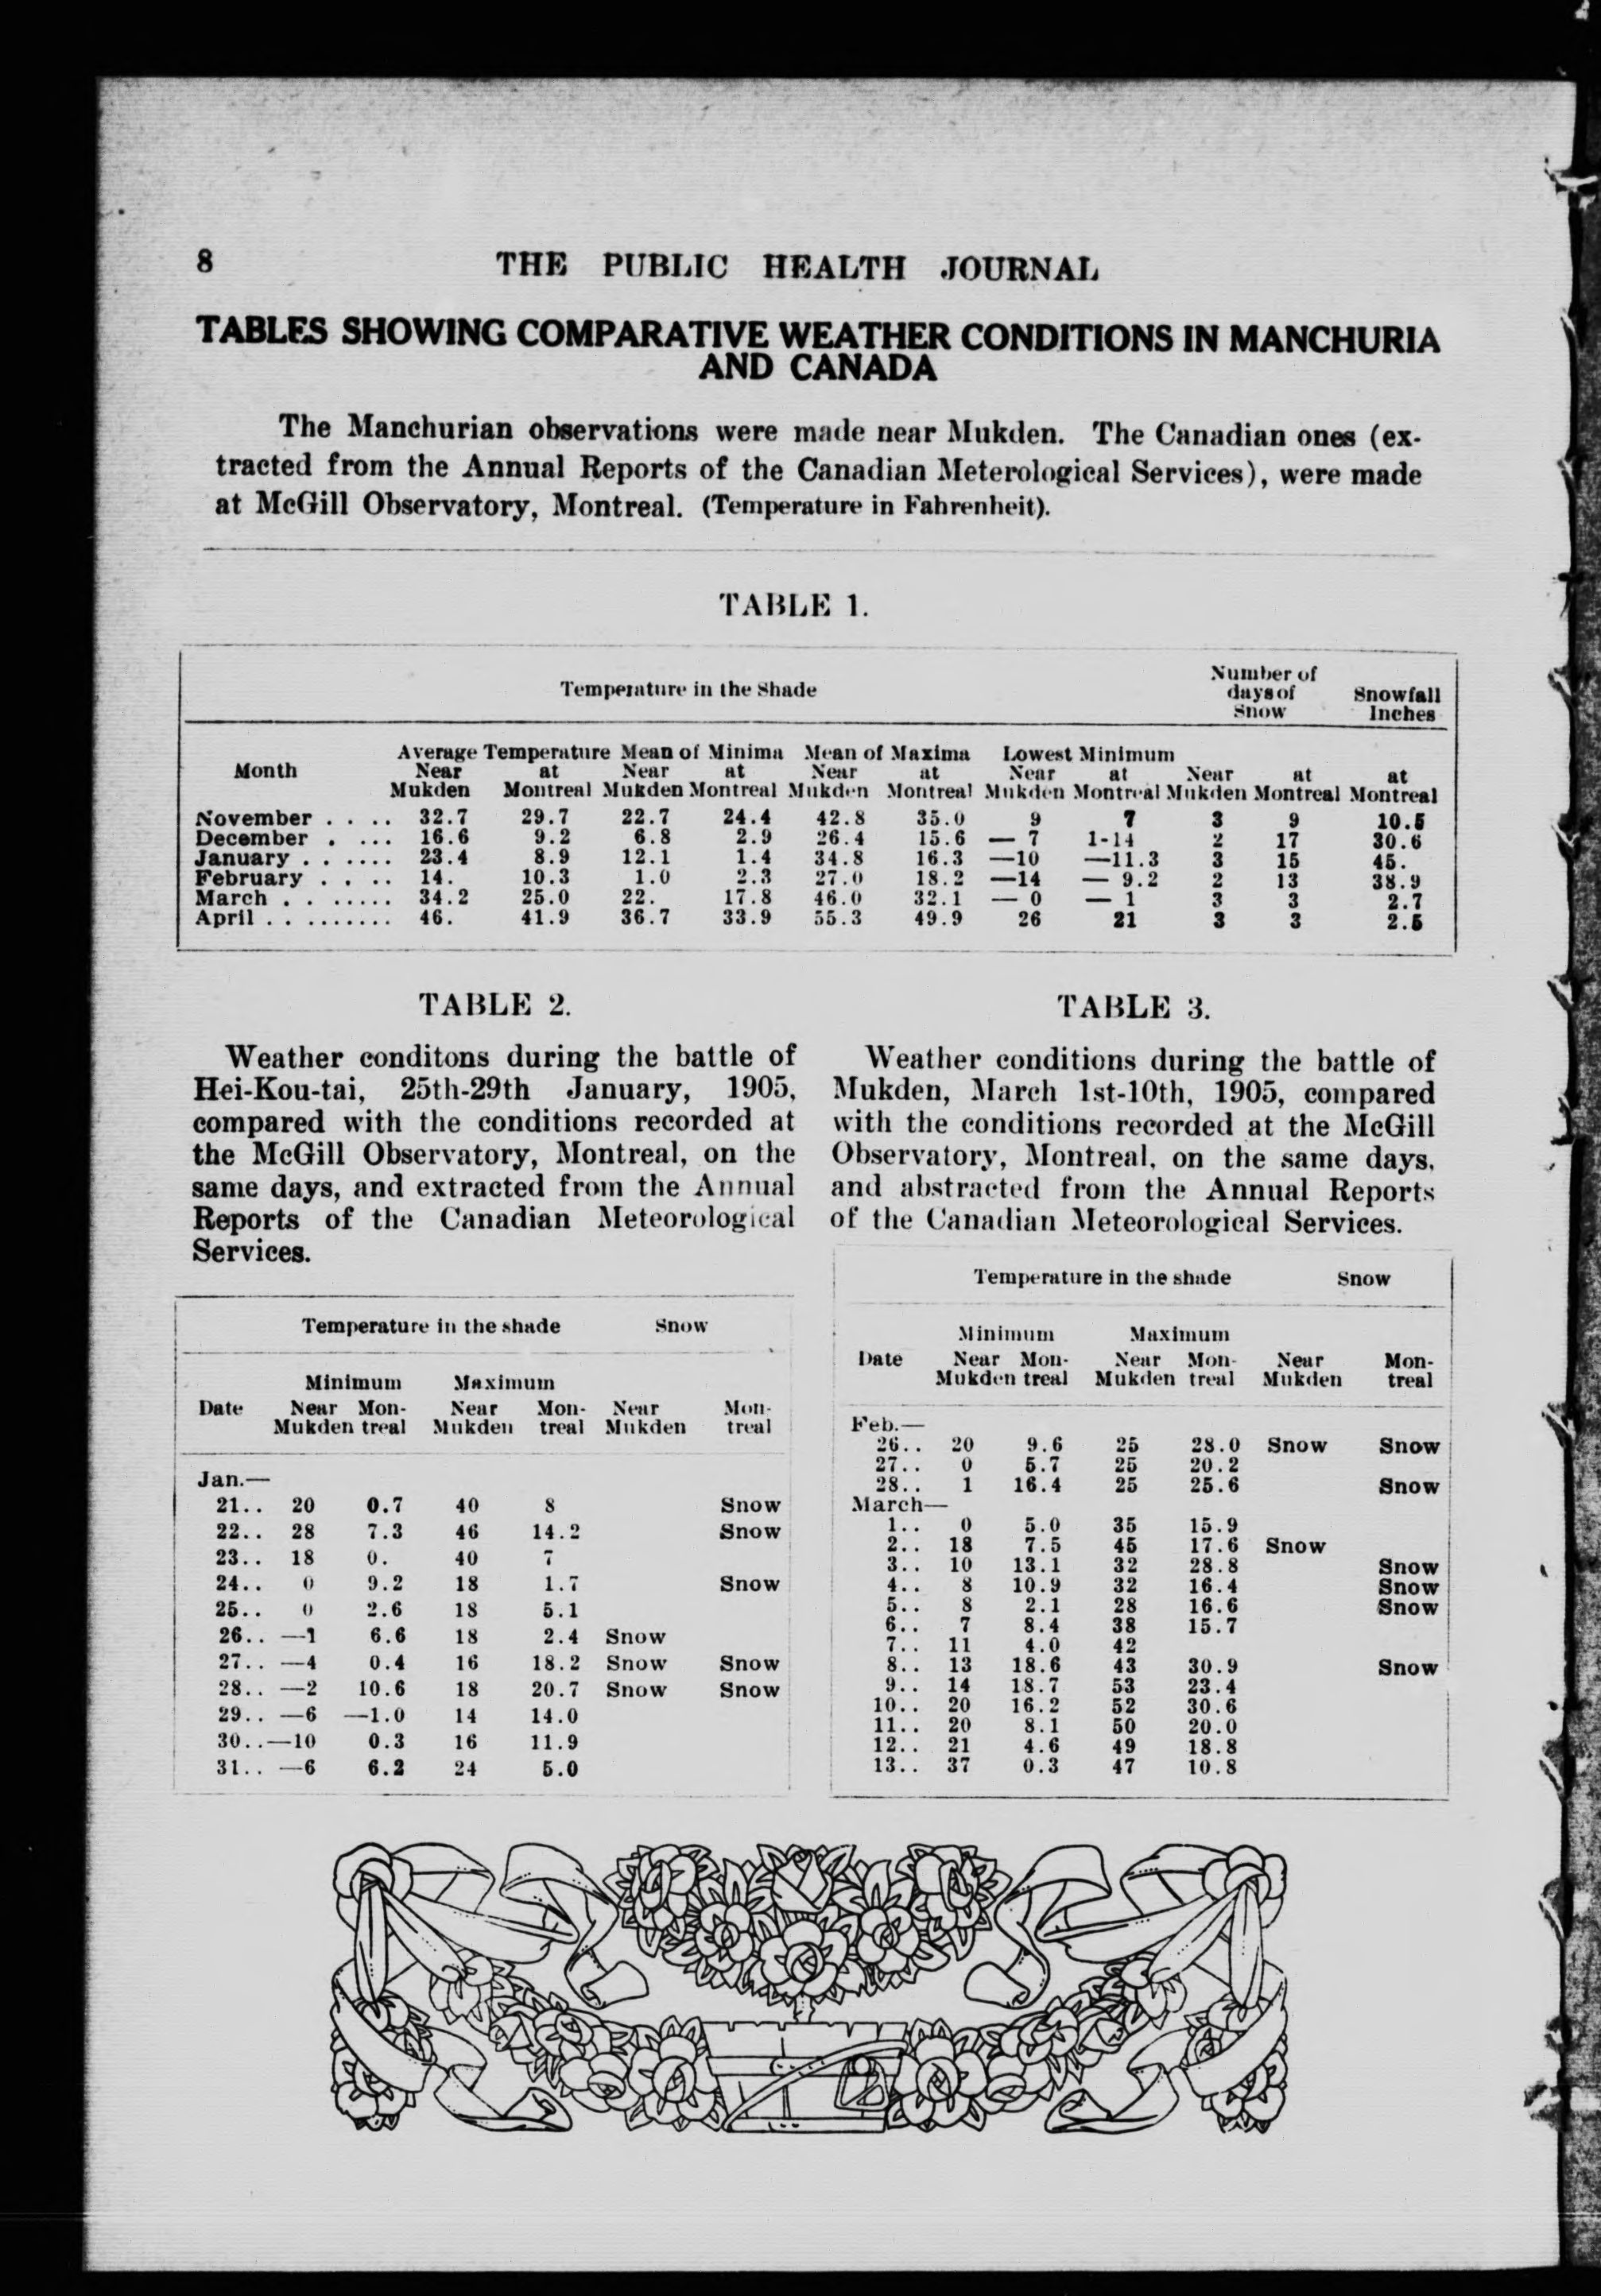 8 THE PUBLIC HEALTH JOURNAL
TABLES SHOWING COMPARATIVE WEATHER CONDITIONS IN MANCHURIA
AND CANADA
The Manchurian observations were made near Mukden. The Canadian ones (ex-
tracted from the Annual Reports of the Canadian Meterological Services), were made
at McGill Observatory, Montreal. (Temperature in Fahrenheit).
TABLE 1.
Temperature in the Shade
Number of
days of
Snow
Snowfall
Inches
Average Temperature Mean of Minima Mean of Maxima Lowest Minimum
Month Near at Near at Near at Near at Near at at
Mukden Montreal Mukden Montreal Mukden Montreal Mukden Montreal Mukden Montreal Montreal
November . . . . 32.7 29.7 22.7 24.4 42.8 35.0 9 7 3 9 10.5
December . . . . 16.6 9.2 6.8 2.9 26.4 15.6 — 7 1-14 2 17 30.6
January . . . . . . 23.4 8.9 12.1 1.4 34.8 16.3 —10 —11.3 3 15 45.
February . . . . 14. 10.3 1.0 2.3 27.0 18.2 —14 — 9.2 2 13 38.9
March . . . . . . . 34.2 25.0 22. 17.8 46.0 32.1 — 0 — 1 3 3 2.7
April . . . . . . . . . 46. 41.9 36.7 33.9 55.3 49.9 26 21 3 3 2.5
TABLE 2.
Weather conditons during the battle of
Hei-Kou-tai, 25th-29th January, 1905,
compared with the conditions recorded at
the McGill Observatory, Montreal, on the
same days, and extracted from the Annual
Reports of the Canadian Meteorological
Services.
Temperature in the shade Snow
Minimum Maximum
Date Near Mon- Near Mon- Near Mon-
Mukden treal Mukden treal Mukden treal
Jan.—
21.. 20 0.7 40 8 Snow
22.. 28 7.3 46 14.2 Snow
23.. 18 0. 40 7
24.. 0 9.2 18 1.7 Snow
25.. 0 2.6 18 5.1
26.. —1 6.6 18 2.4 Snow
27.. —4 0.4 16 18.2 Snow Snow
28.. —2 10.6 18 20.7 Snow Snow
29.. —6 —1.0 14 14.0
30..—10 0.3 16 11.9
31.. —6 6.2 24 5.0
TABLE 3.
Weather conditions during the battle of
Mukden, March 1st-10th, 1905, compared
with the conditions recorded at the McGill
Observatory, Montreal, on the same days,
and abstracted from the Annual Reports
of the Canadian Meteorological Services.
Temperature in the shade Snow
Minimum Maximum
Date Near Mon- Near Mon- Near Mon-
Mukden treal Mukden treal Mukden treal
Feb.—
26.. 20 9.6 25 28.0 Snow Snow
27.. 0 5.7 25 20.2
28.. 1 16.4 25 25.6 Snow
March—
1.. 0 5.0 35 15.9
2.. 18 7.5 45 17.6 Snow
3.. 10 13.1 32 28.8 Snow
4.. 8 10.9 32 16.4 Snow
5.. 8 2.1 28 16.6 Snow
6.. 7 8.4 38 15.7
7.. 11 4.0 42
8.. 13 18.6 43 30.9 Snow
9.. 14 18.7 53 23.4
10.. 20 16.2 52 30.6
11.. 20 8.1 50 20.0
12.. 21 4.6 49 18.8
13.. 37 0.3 47 10.8